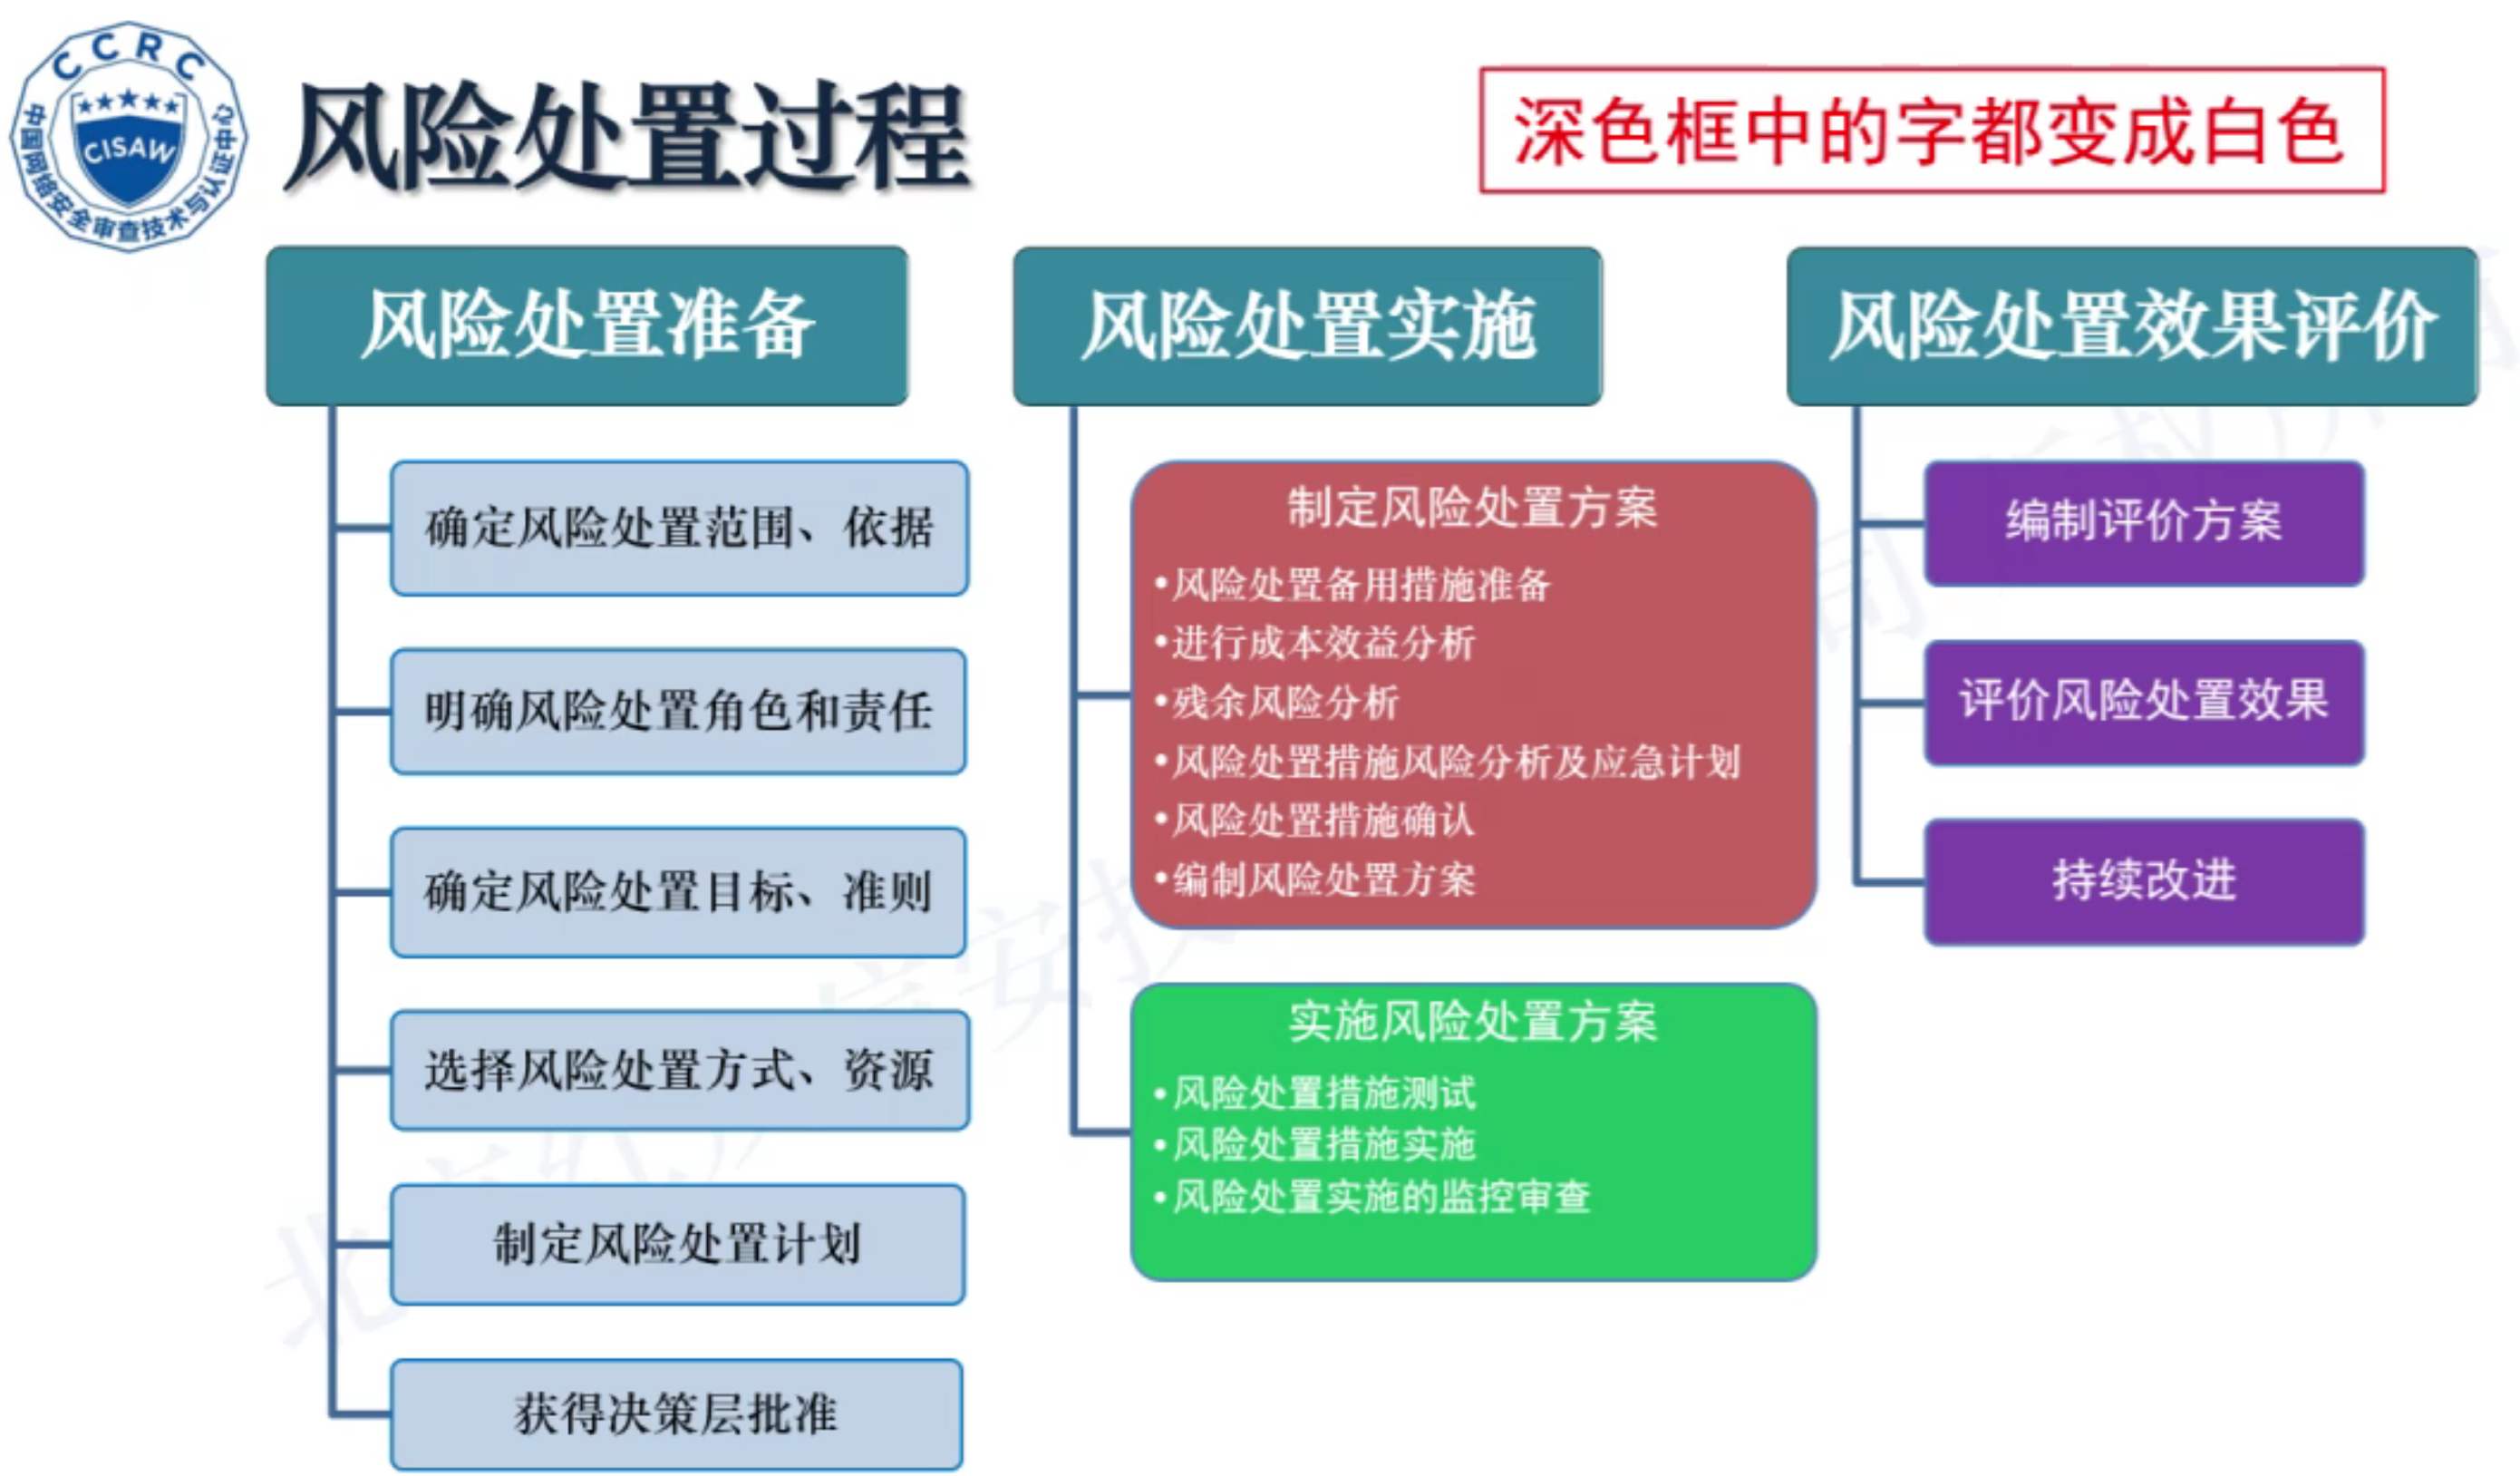 CCRC
CISAW
中国网络安全审查技术与认证中心
风险处置过程
深色框中的字都变成白色
风险处置准备
确定风险处置范围、依据
明确风险处置角色和责任
确定风险处置目标、准则
选择风险处置方式、资源
制定风险处置计划
获得决策层批准
风险处置实施
制定风险处置方案
•风险处置备用措施准备
•进行成本效益分析
•残余风险分析
•风险处置措施风险分析及应急计划
•风险处置措施确认
•编制风险处置方案
实施风险处置方案
•风险处置措施测试
•风险处置措施实施
•风险处置实施的监控审查
风险处置效果评价
编制评价方案
评价风险处置效果
持续改进